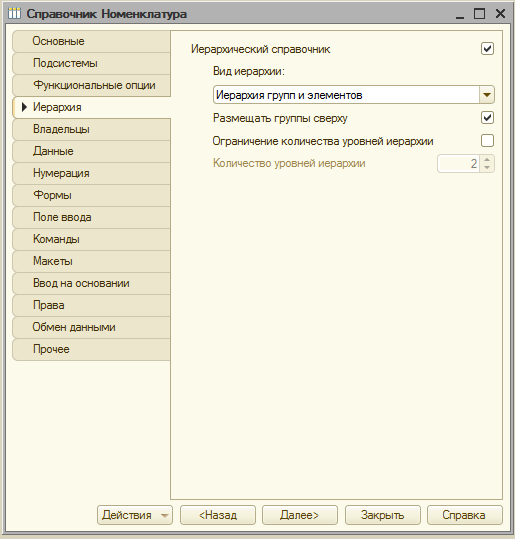 Справочник Номенклатура
Основные
Подсистемы
Функциональные опции
Иерархия
Владельцы
Данные
Нумерация
Формы
Поле ввода
Команды
Макеты
Ввод на основании
Права
Обмен данными
Прочее
Иерархический справочник
Вид иерархии:
Иерархия групп и элементов
Размещать группы сверху
Ограничение количества уровней иерархии
Количество уровней иерархии 2
Действия <Назад Далее> Закрыть Справка